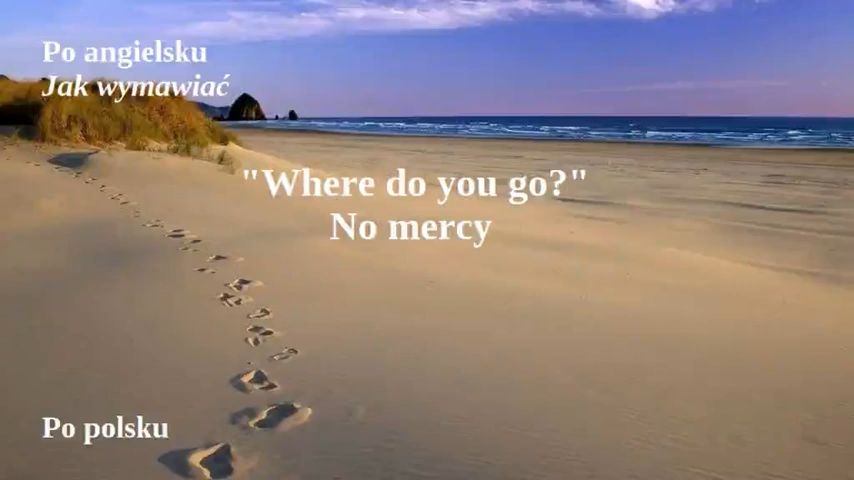 Po angielsku
Jak wymawiać
"Where do you go?"
No mercy
Po polsku